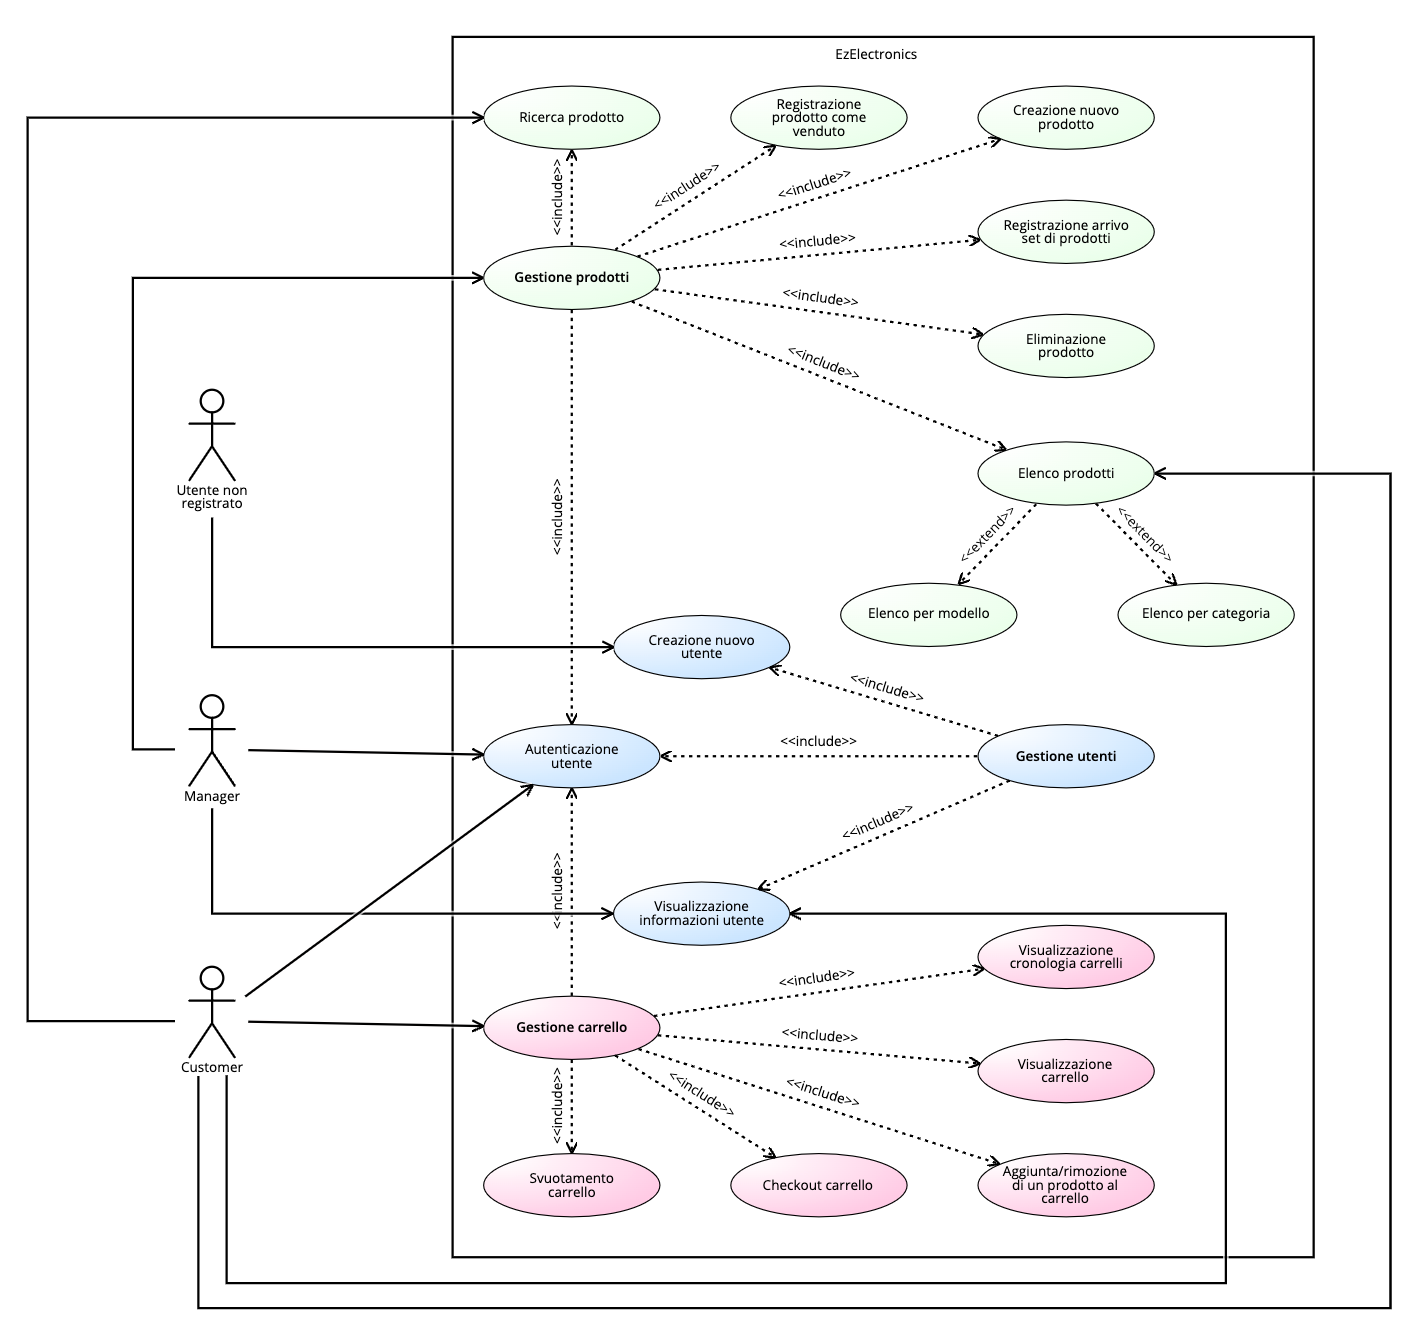 EzElectronics
Ricerca prodotto
Registrazione
prodotto come
venduto
Creazione nuovo
prodotto
<<include>>
<<include>>
<<include>>
Registrazione arrivo
set di prodotti
<<include>>
Gestione prodotti
<<include>>
Eliminazione
prodotto
<<include>>
Elenco prodotti
Utente non
registrato
<<include>>
<<extend>>
<<extend>>
Elenco per modello
Elenco per categoria
Creazione nuovo
utente
<<include>>
Manager
Autenticazione
utente
<<include>>
Gestione utenti
<<include>>
<<include>>
Visualizzazione
informazioni utente
Visualizzazione
cronologia carrelli
<<include>>
Customer
Gestione carrello
<<include>>
Visualizzazione
carrello
<<include>>
<<include>>
<<include>>
Svuotamento
carrello
Checkout carrello
Aggiunta/rimozione
di un prodotto al
carrello